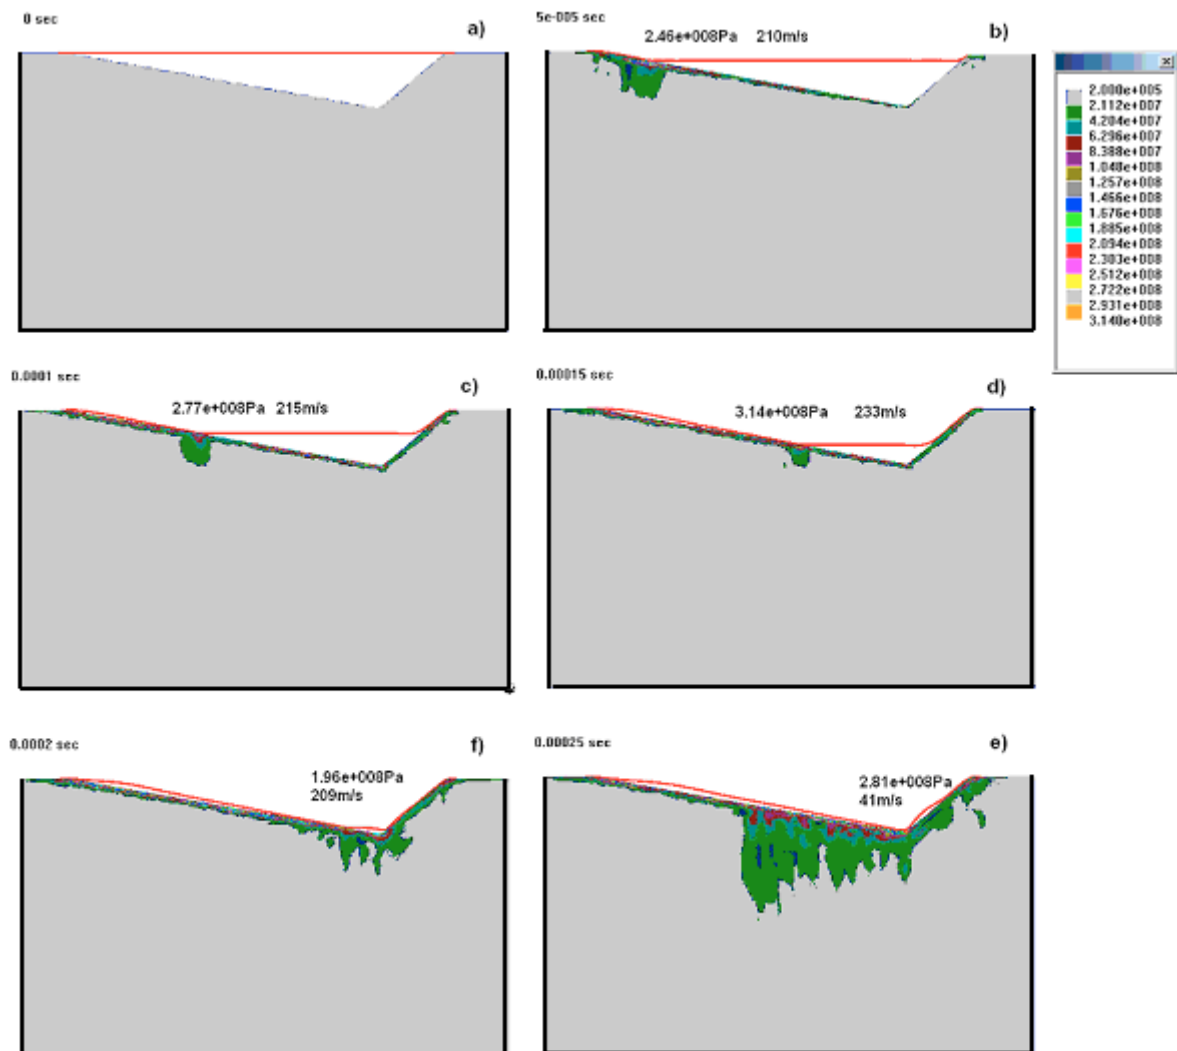 0 sec
a)
5e-005 sec
b)
2.46e+008Pa 210m/s
2.000e+005
2.112e+007
4.204e+007
6.296e+007
8.388e+007
1.048e+008
1.257e+008
1.466e+008
1.676e+008
1.885e+008
2.094e+008
2.303e+008
2.512e+008
2.722e+008
2.931e+008
3.140e+008
0.0001 sec
c)
2.77e+008Pa 215m/s
0.00015 sec
d)
3.14e+008Pa 233m/s
0.0002 sec
f)
1.96e+008Pa
209m/s
0.00025 sec
e)
2.81e+008Pa
41m/s